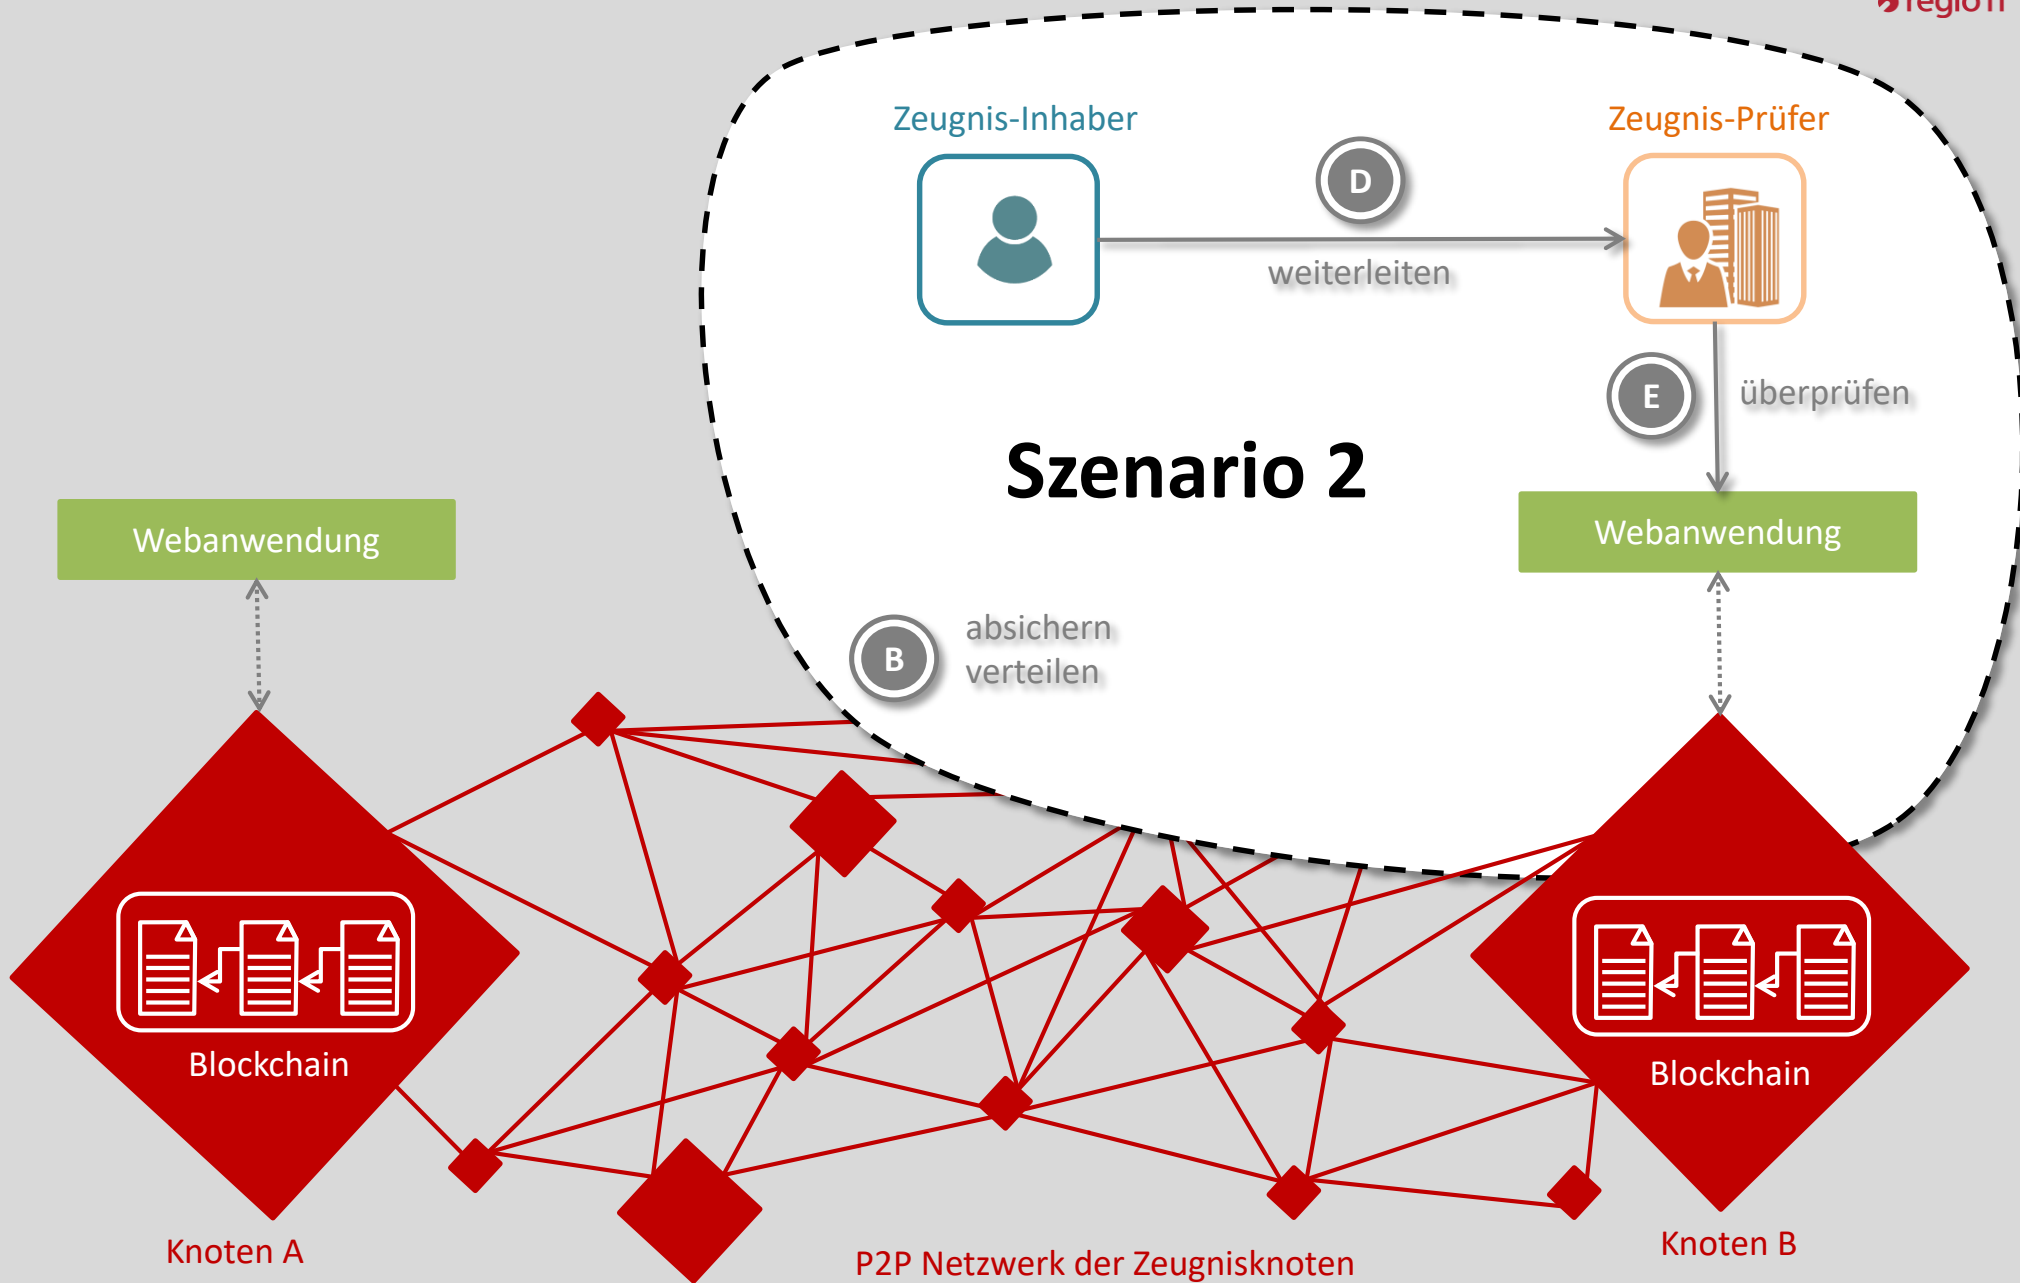 region
Zeugnis-Inhaber
Zeugnis-Prüfer
D
weiterleiten
E
überprüfen
Szenario 2
Webanwendung
Webanwendung
B
absichern
verteilen
Blockchain
Blockchain
Knoten A
P2P Netzwerk der Zeugnisknoten
Knoten B